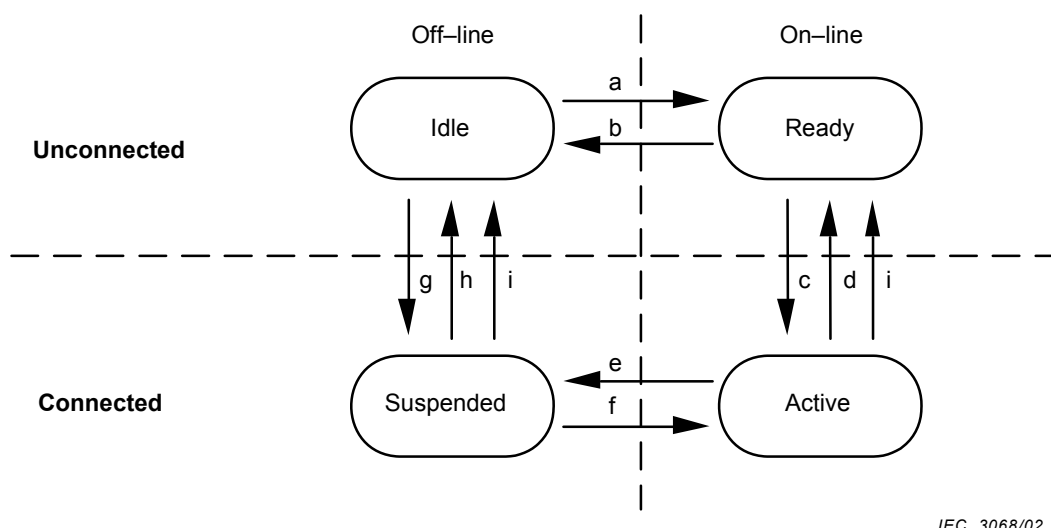 Off–line
On–line
a
Idle
b
Ready
Unconnected
g
h
i
c
d
i
e
Connected
Suspended
f
Active
IEC 3068/02